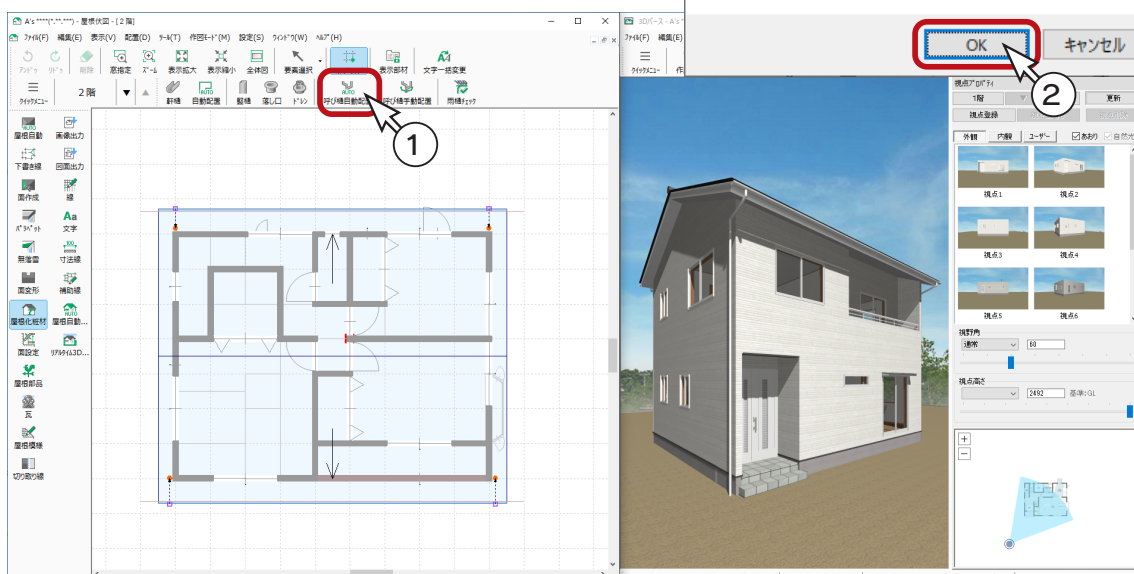 A's ****(*.**.***) - 屋根伏図 - [２階]
ﾌｧｲﾙ(F) 編集(E) 表示(V) 配置(D) ﾂｰﾙ(T) 作図ﾓｰﾄﾞ(M) 設定(S) ｳｨﾝﾄﾞｳ(W) ﾍﾙﾌﾟ(H)
ｱﾝﾄﾞｩ ﾘﾄﾞｩ 削除 窓指定 ｽﾞｰﾑ 表示拡大 表示縮小 全体図 要素選択 表示部材 文字一括変更
ｸｲｯｸﾒﾆｭｰ 2 階 ▼ ▲ 軒樋 自動配置 竪樋 落し口 ﾄﾞﾚﾝ 呼び樋自動配置 呼び樋手動配置 雨樋ﾁｪｯｸ
1
屋根自動 画像出力
下書き線 図面出力
面作成 線
ﾊﾟﾗﾍﾟｯﾄ 文字
無落雪 寸法線
面変形 補助線
屋根化粧材 屋根自動...
面設定 ﾘｱﾙﾀｲﾑ3D...
屋根部品
瓦
屋根模様
切り取り線
3Dパース - A's *
ﾌｧｲﾙ(F) 編集(E)
ｸｲｯｸﾒﾆｭｰ 作
OK キャンセル
2
視点ﾌﾟﾛﾊﾟﾃｨ
1階 更新
視点登録
外観 内観 ﾕｰｻﾞｰ あおり 自然光
視点1 視点2
視点3 視点4
視点5 視点6
視野角
通常 60
視点高さ
2492 基準:GL